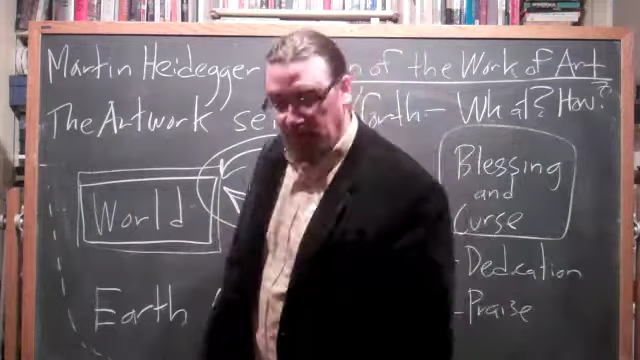 Martin Heidegger of the Work of Art
The Artwork se forth - What? How?
Blessing
and
Curse
World
- Dedication
Earth
- Praise